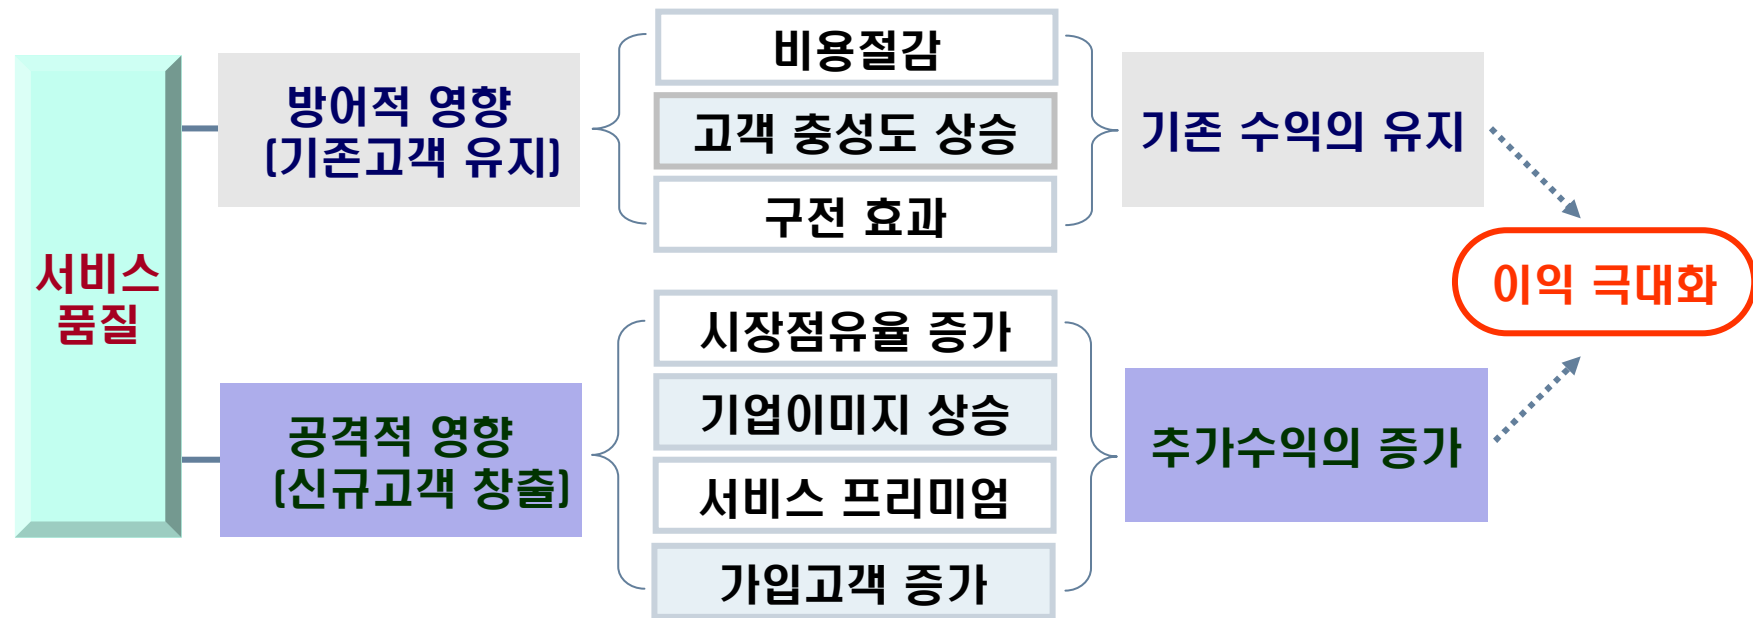 서비스
품질
방어적 영향
(기존고객 유지)
비용절감
고객 충성도 상승
구전 효과
기존 수익의 유지
공격적 영향
(신규고객 창출)
시장점유율 증가
기업이미지 상승
서비스 프리미엄
가입고객 증가
추가수익의 증가
이익 극대화